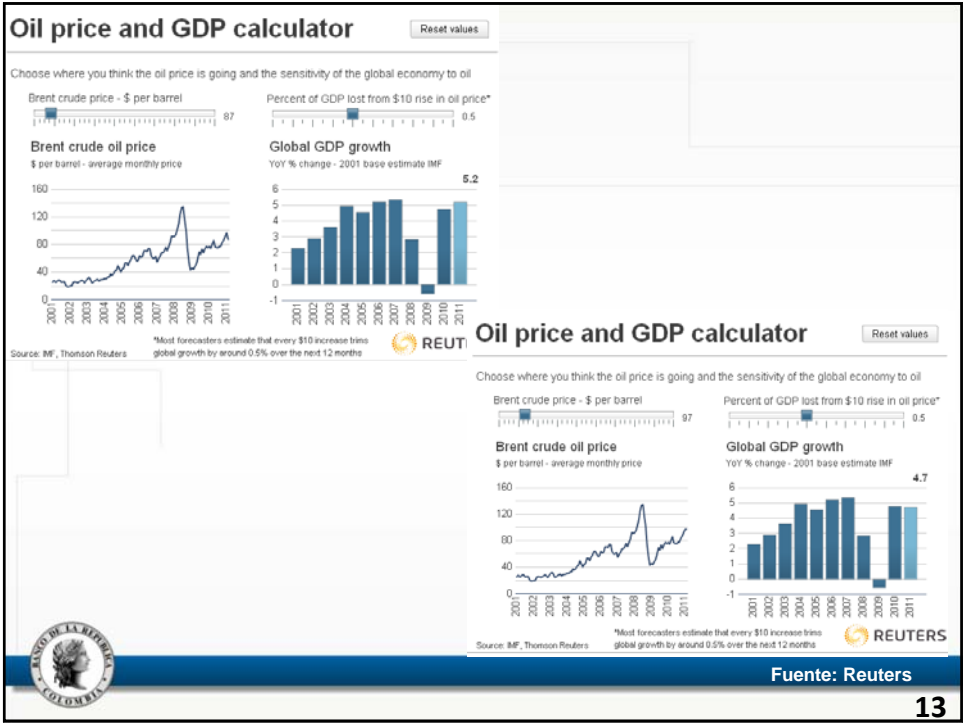 Oil price and GDP calculator
Reset values
Choose where you think the oil price is going and the sensitivity of the global economy to oil
Brent crude price - $ per barrel
87
Percent of GDP lost from $10 rise in oil price*
0.5
Brent crude oil price
$ per barrel - average monthly price
160
120
80
40
0
2001 2002 2003 2004 2005 2006 2007 2008 2009 2010 2011
Global GDP growth
YoY % change - 2001 base estimate IMF
5.2
6
5
4
3
2
1
0
-1
2001 2002 2003 2004 2005 2006 2007 2008 2009 2010 2011
Source: IMF, Thomson Reuters
*Most forecasters estimate that every $10 increase trims
global growth by around 0.5% over the next 12 months
REUT
Oil price and GDP calculator
Reset values
Choose where you think the oil price is going and the sensitivity of the global economy to oil
Brent crude price - $ per barrel
97
Percent of GDP lost from $10 rise in oil price*
0.5
Brent crude oil price
$ per barrel - average monthly price
160
120
80
40
0
2001 2002 2003 2004 2005 2006 2007 2008 2009 2010 2011
Global GDP growth
YoY % change - 2001 base estimate IMF
4.7
6
5
4
3
2
1
0
-1
2001 2002 2003 2004 2005 2006 2007 2008 2009 2010 2011
Source: IMF, Thomson Reuters
*Most forecasters estimate that every $10 increase trims
global growth by around 0.5% over the next 12 months
REUTERS
BANCO DE LA REPUBLICA
COLOMBIA
Fuente: Reuters
13